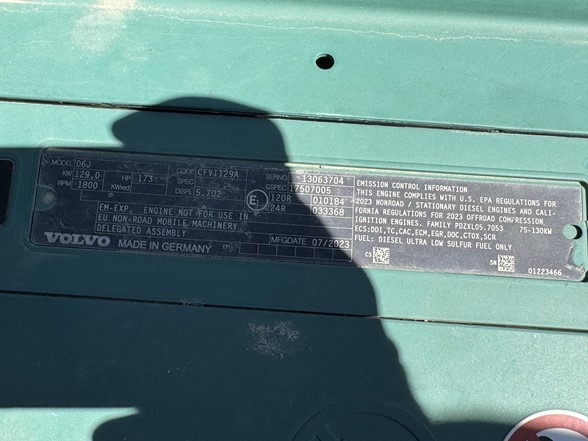 MODEL D6J
KW 129,0 HP 173
RPM 1800 KWed
CODE CFV1129A
SPEC
DISPL 5.702
SERNO 13063704
CSPEC 17507005
E1 120R 010184
24R 033368
EM-EXP, ENGINE NOT FOR USE IN
EU NON-ROAD MOBILE MACHINERY
DELEGATED ASSEMBLY
VOLVO MADE IN GERMANY
MFGDATE 07/2023
EMISSION CONTROL INFORMATION
THIS ENGINE COMPLIES WITH U.S. EPA REGULATIONS FOR
2023 NONROAD / STATIONARY DIESEL ENGINES AND CALI-
FORNIA REGULATIONS FOR 2023 OFFROAD COMPRESSION
IGNITION ENGINES. FAMILY PDZXL05.7053 75-130KW
ECS:DDI,TC,CAC,ECM,EGR,DOC,CTOX,SCR
FUEL: DIESEL ULTRA LOW SULFUR FUEL ONLY
CS
SN
01223466